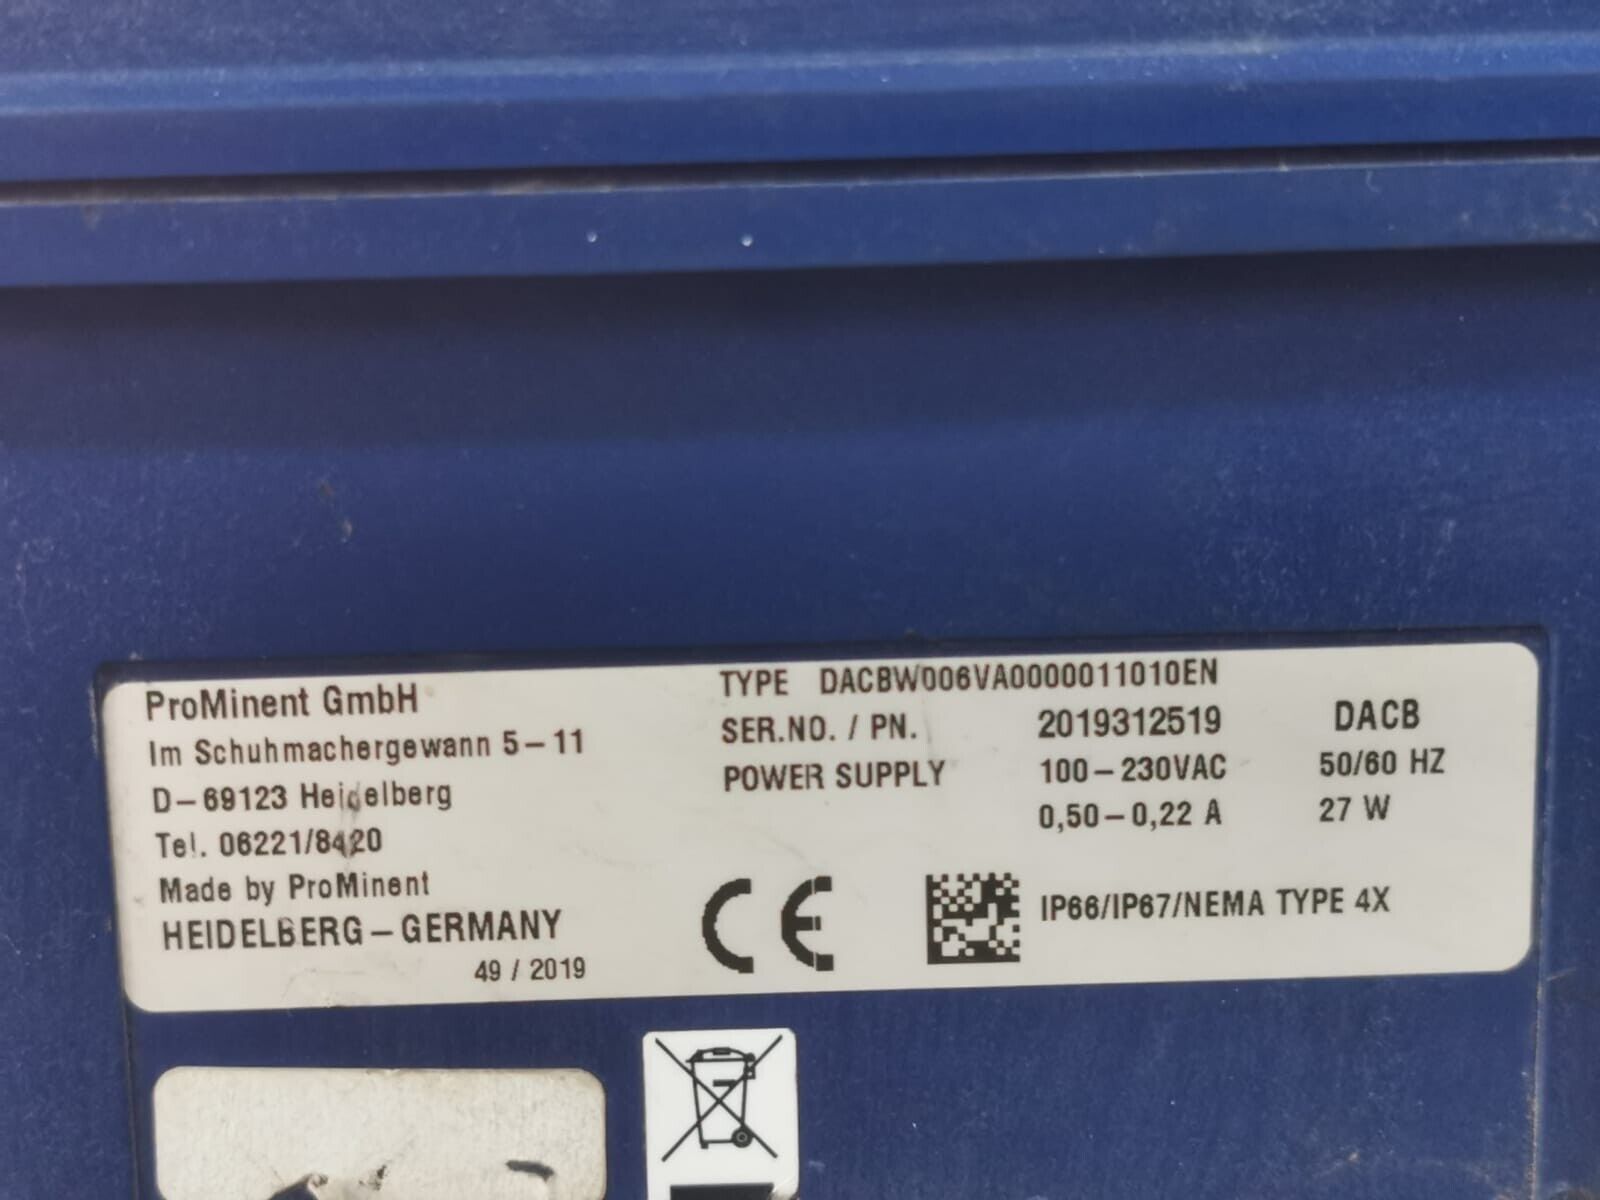 ProMinent GmbH
Im Schuhmachergewann 5-11
D-69123 Heidelberg
Tel. 06221/8420
Made by ProMinent
HEIDELBERG-GERMANY
49 / 2019
TYPE DACBW006VA0000011010EN
SER.NO. / PN. 2019312519 DACB
POWER SUPPLY 100-230VAC 50/60 HZ
0,50-0,22 A 27 W
CE
IP66/IP67/NEMA TYPE 4X